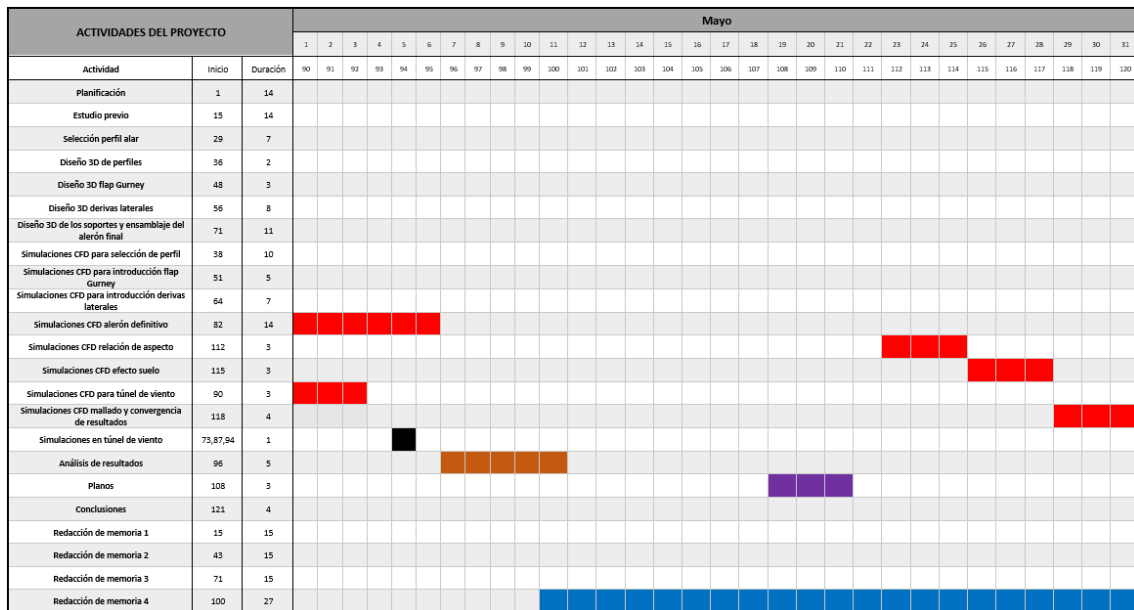 ACTIVIDADES DEL PROYECTO
Mayo
1 2 3 4 5 6 7 8 9 10 11 12 13 14 15 16 17 18 19 20 21 22 23 24 25 26 27 28 29 30 31
Actividad Inicio Duración 90 91 92 93 94 95 96 97 98 99 100 101 102 103 104 105 106 107 108 109 110 111 112 113 114 115 116 117 118 119 120
Planificación 1 14
Estudio previo 15 14
Selección perfil alar 29 7
Diseño 3D de perfiles 36 2
Diseño 3D flap Gurney 48 3
Diseño 3D derivas laterales 56 8
Diseño 3D de los soportes y ensamblaje del
alerón final 71 11
Simulaciones CFD para selección de perfil 38 10
Simulaciones CFD para introducción flap
Gurney 51 5
Simulaciones CFD para introducción derivas
laterales 64 7
Simulaciones CFD alerón definitivo 82 14
Simulaciones CFD relación de aspecto 112 3
Simulaciones CFD efecto suelo 115 3
Simulaciones CFD para túnel de viento 90 3
Simulaciones CFD mallado y convergencia
de resultados 118 4
Simulaciones en túnel de viento 73,87,94 1
Análisis de resultados 96 5
Planos 108 3
Conclusiones 121 4
Redacción de memoria 1 15 15
Redacción de memoria 2 43 15
Redacción de memoria 3 71 15
Redacción de memoria 4 100 27